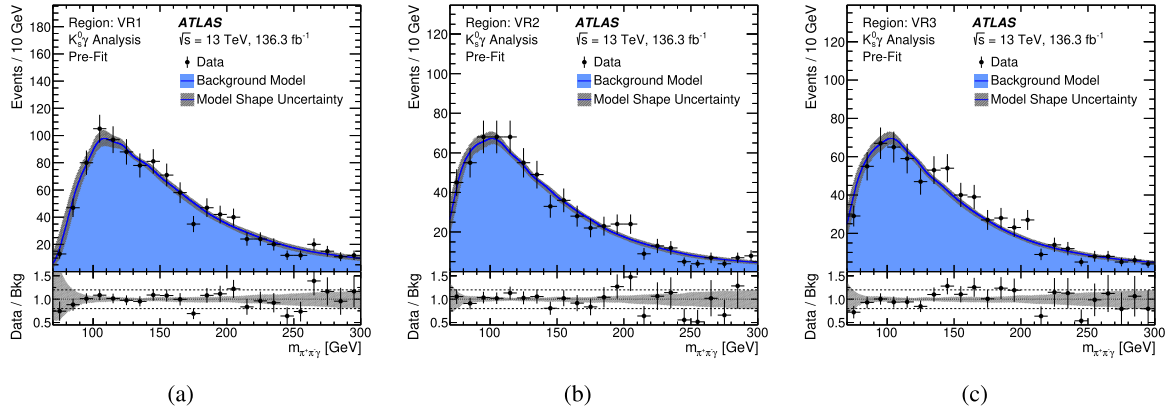 Events / 10 GeV
180
160
140
120
100
80
60
40
20
Region: VR1 ATLAS
K⁰ₛγ Analysis √s = 13 TeV, 136.3 fb⁻¹
Pre-Fit
Data
Background Model
Model Shape Uncertainty
Data / Bkg
1.5
1.0
0.5
100 150 200 250 300
m_π⁺π⁻γ [GeV]
(a)
Events / 10 GeV
120
100
80
60
40
20
Region: VR2 ATLAS
K⁰ₛγ Analysis √s = 13 TeV, 136.3 fb⁻¹
Pre-Fit
Data
Background Model
Model Shape Uncertainty
Data / Bkg
1.5
1.0
0.5
100 150 200 250 300
m_π⁺π⁻γ [GeV]
(b)
Events / 10 GeV
120
100
80
60
40
20
Region: VR3 ATLAS
K⁰ₛγ Analysis √s = 13 TeV, 136.3 fb⁻¹
Pre-Fit
Data
Background Model
Model Shape Uncertainty
Data / Bkg
1.5
1.0
0.5
100 150 200 250 300
m_π⁺π⁻γ [GeV]
(c)